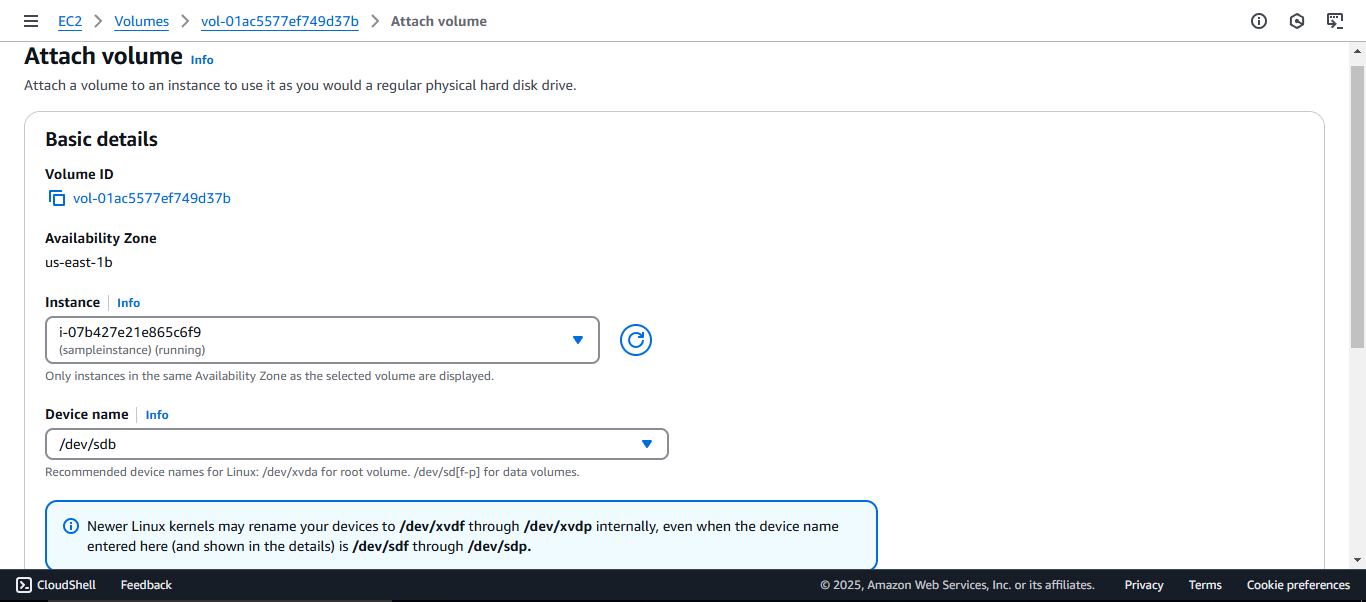 EC2 > Volumes > vol-01ac5577ef749d37b > Attach volume
Attach volume Info
Attach a volume to an instance to use it as you would a regular physical hard disk drive.
Basic details
Volume ID
vol-01ac5577ef749d37b
Availability Zone
us-east-1b
Instance | Info
i-07b427e21e865c6f9
(sampleinstance) (running)
Only instances in the same Availability Zone as the selected volume are displayed.
Device name | Info
/dev/sdb
Recommended device names for Linux: /dev/xvda for root volume. /dev/sd[f-p] for data volumes.
Newer Linux kernels may rename your devices to /dev/xvdf through /dev/xvdp internally, even when the device name
entered here (and shown in the details) is /dev/sdf through /dev/sdp.
CloudShell Feedback © 2025, Amazon Web Services, Inc. or its affiliates. Privacy Terms Cookie preferences